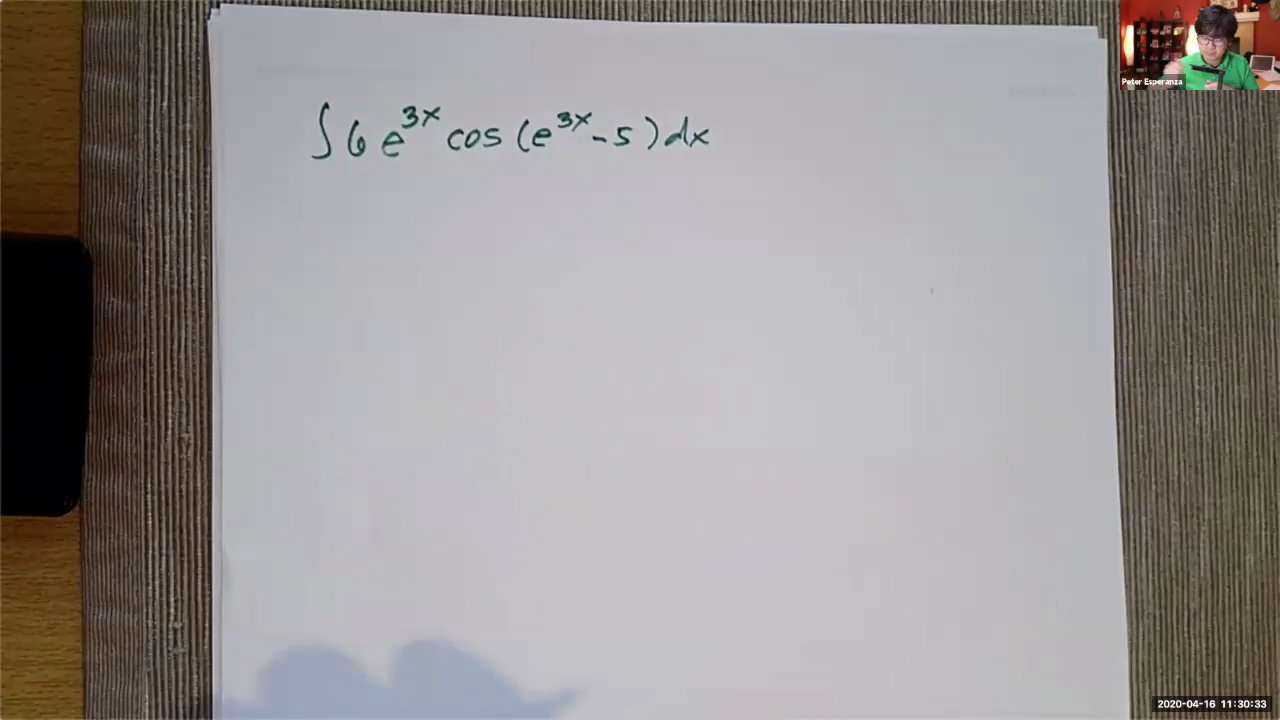 Peter Esperanza
∫ 6 e^{3x} cos (e^{3x} - 5) dx
2020-04-16 11:30:33